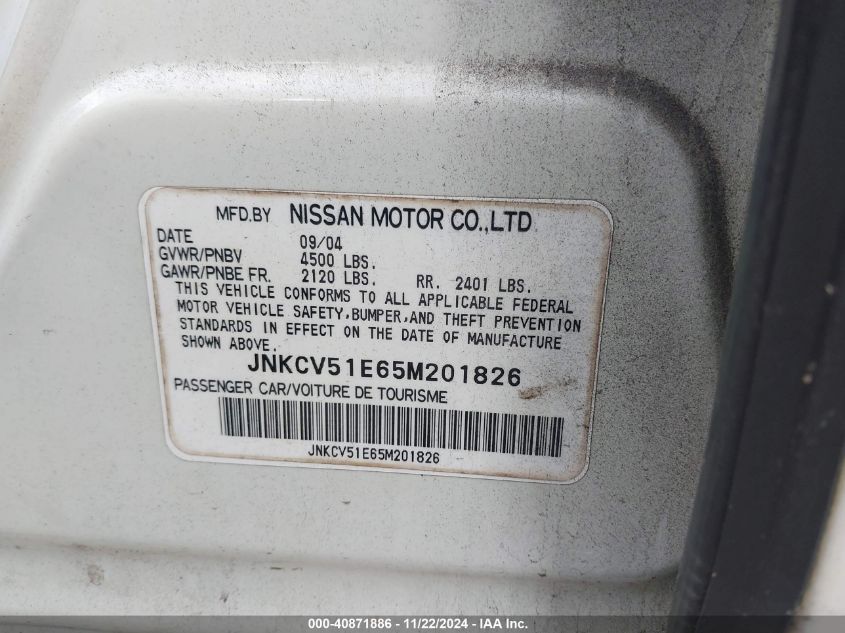 MFD.BY NISSAN MOTOR CO.,LTD
DATE 09/04
GVWR/PNBV 4500 LBS.
GAWR/PNBE FR. 2120 LBS. RR. 2401 LBS.
THIS VEHICLE CONFORMS TO ALL APPLICABLE FEDERAL
MOTOR VEHICLE SAFETY,BUMPER,AND THEFT PREVENTION
STANDARDS IN EFFECT ON THE DATE OF MANUFACTURE
SHOWN ABOVE.
JNKCV51E65M201826
PASSENGER CAR/VOITURE DE TOURISME
JNKCV51E65M201826
000-40871886 - 11/22/2024 - IAA Inc.